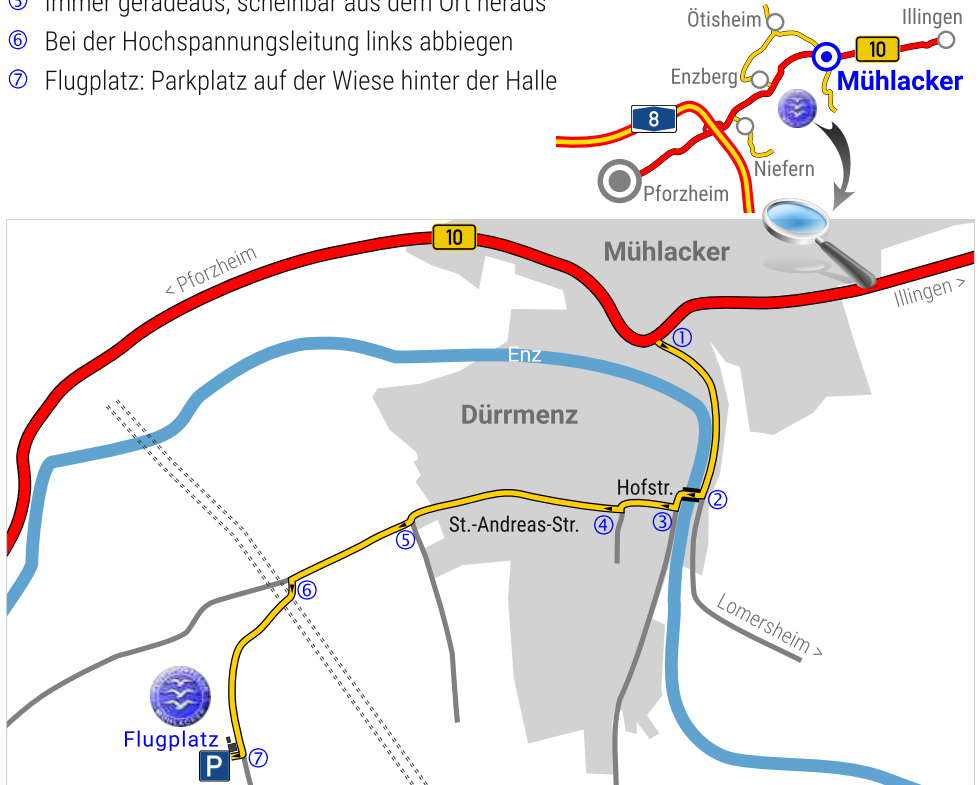 ⑤ Immer geradeaus, scheinbar aus dem Ort heraus
⑥ Bei der Hochspannungsleitung links abbiegen
⑦ Flugplatz: Parkplatz auf der Wiese hinter der Halle
Ötisheim
Illingen
10
Enzberg
Mühlacker
8
Niefern
Pforzheim
10
Mühlacker
< Pforzheim
Illingen >
①
Enz
Dürrmenz
Hofstr.
②
St.-Andreas-Str.
④
③
⑤
⑥
Lomersheim >
Flugplatz
P
⑦